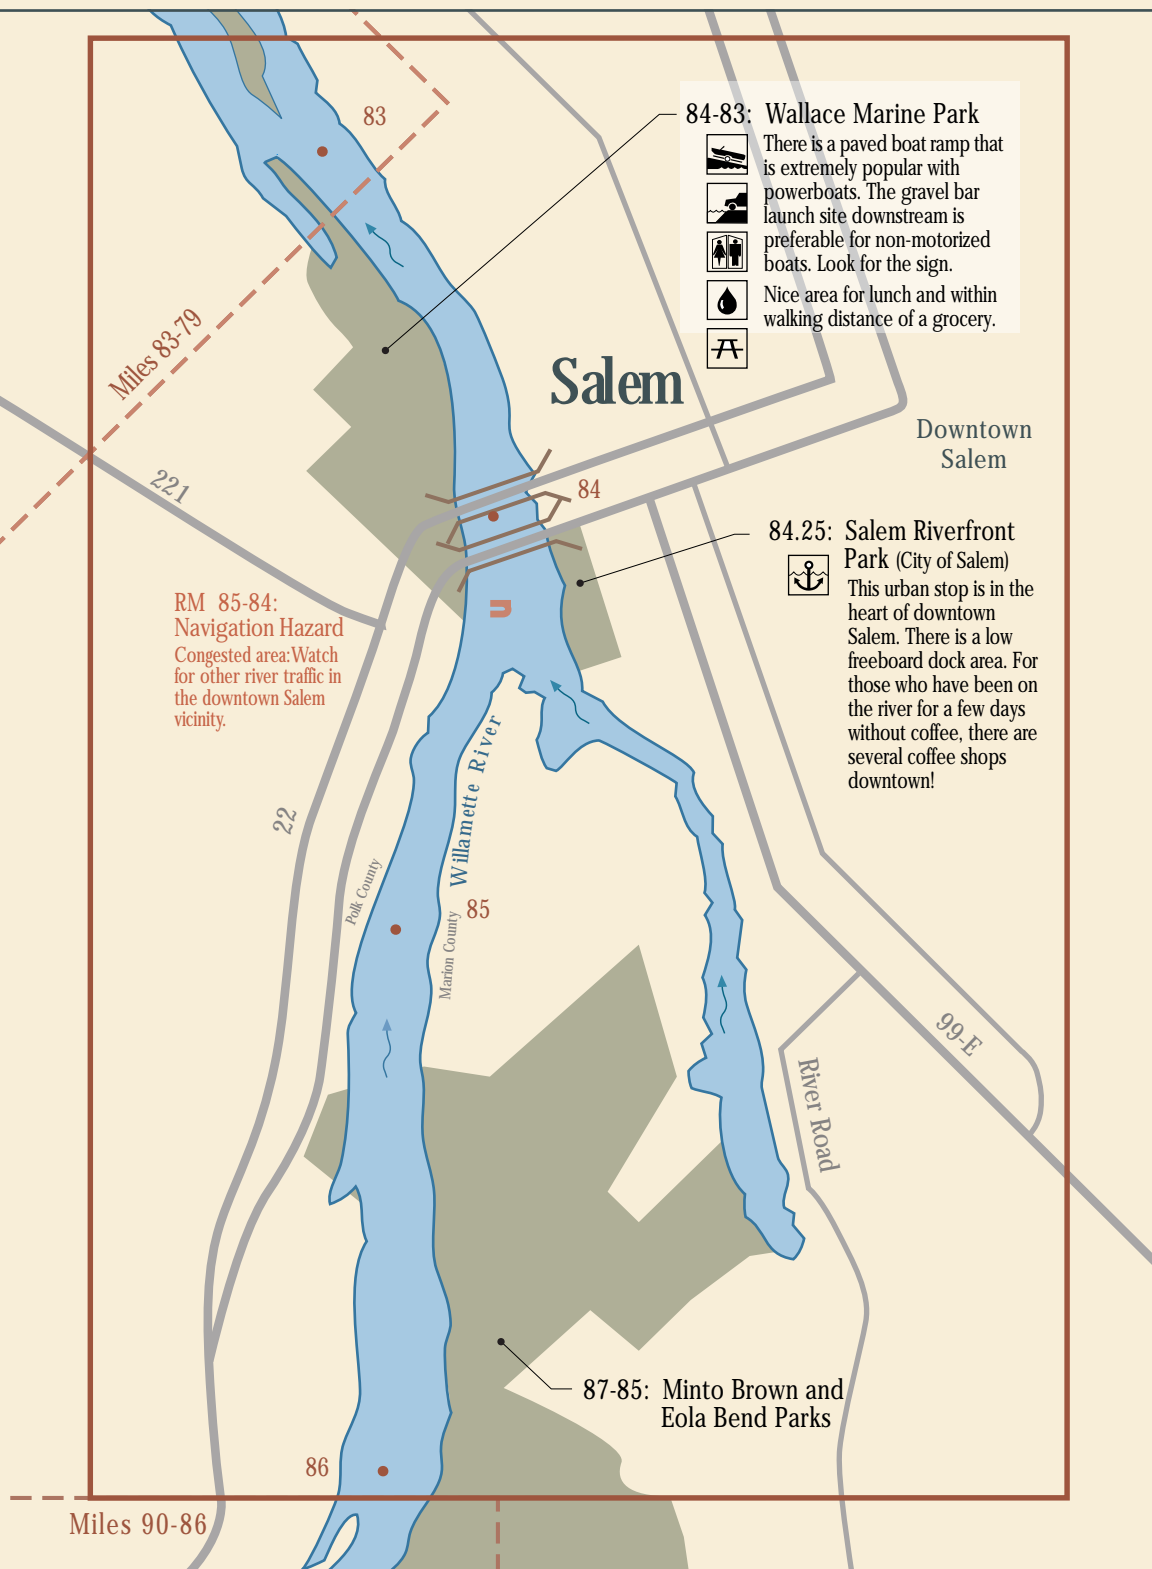 83
84-83: Wallace Marine Park
There is a paved boat ramp that
is extremely popular with
powerboats. The gravel bar
launch site downstream is
preferable for non-motorized
boats. Look for the sign.
Nice area for lunch and within
walking distance of a grocery.
Miles 83-79
Salem
Downtown
Salem
221
84
84.25: Salem Riverfront
Park (City of Salem)
This urban stop is in the
heart of downtown
Salem. There is a low
freeboard dock area. For
those who have been on
the river for a few days
without coffee, there are
several coffee shops
downtown!
RM 85-84:
Navigation Hazard
Congested area:Watch
for other river traffic in
the downtown Salem
vicinity.
Willamette River
22
Polk County
Marion County
85
99-E
River Road
87-85: Minto Brown and
Eola Bend Parks
86
Miles 90-86